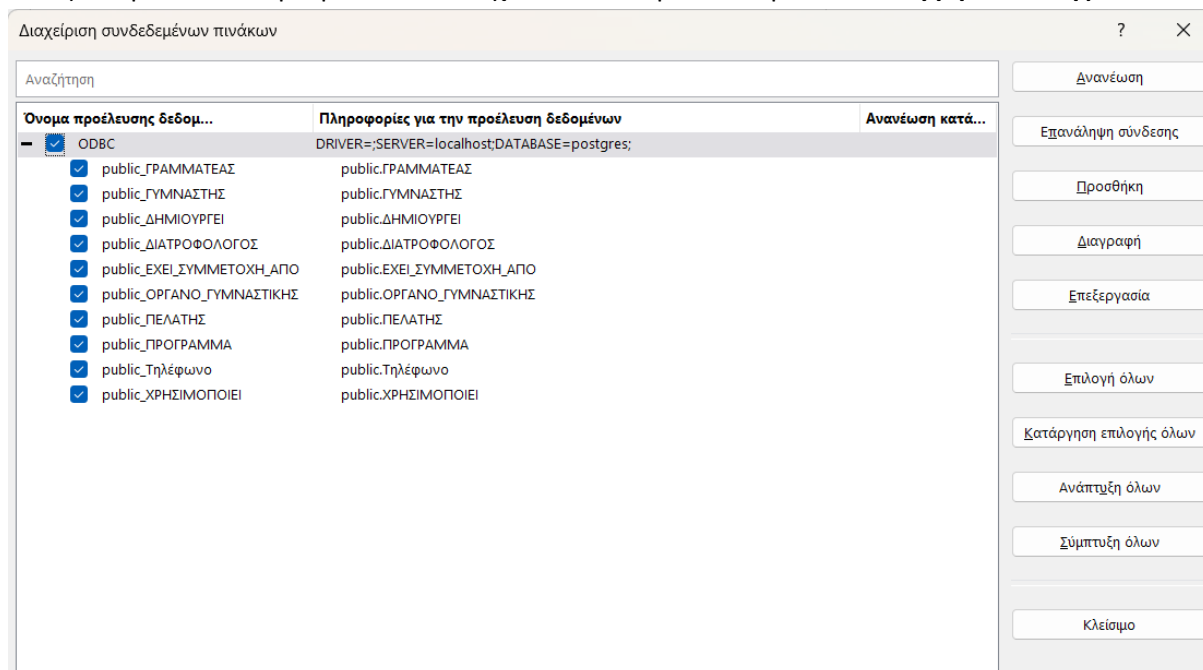 Διαχείριση συνδεδεμένων πινάκων
?
Αναζήτηση
Όνομα προέλευσης δεδομ... Πληροφορίες για την προέλευση δεδομένων Ανανέωση κατά...
ODBC DRIVER=;SERVER=localhost;DATABASE=postgres;
public_ΓΡΑΜΜΑΤΕΑΣ public.ΓΡΑΜΜΑΤΕΑΣ
public_ΓΥΜΝΑΣΤΗΣ public.ΓΥΜΝΑΣΤΗΣ
public_ΔΗΜΙΟΥΡΓΕΙ public.ΔΗΜΙΟΥΡΓΕΙ
public_ΔΙΑΤΡΟΦΟΛΟΓΟΣ public.ΔΙΑΤΡΟΦΟΛΟΓΟΣ
public_ΕΧΕΙ_ΣΥΜΜΕΤΟΧΗ_ΑΠΟ public.ΕΧΕΙ_ΣΥΜΜΕΤΟΧΗ_ΑΠΟ
public_ΟΡΓΑΝΟ_ΓΥΜΝΑΣΤΙΚΗΣ public.ΟΡΓΑΝΟ_ΓΥΜΝΑΣΤΙΚΗΣ
public_ΠΕΛΑΤΗΣ public.ΠΕΛΑΤΗΣ
public_ΠΡΟΓΡΑΜΜΑ public.ΠΡΟΓΡΑΜΜΑ
public_Τηλέφωνο public.Τηλέφωνο
public_ΧΡΗΣΙΜΟΠΟΙΕΙ public.ΧΡΗΣΙΜΟΠΟΙΕΙ
Ανανέωση
Επανάληψη σύνδεσης
Προσθήκη
Διαγραφή
Επεξεργασία
Επιλογή όλων
Κατάργηση επιλογής όλων
Ανάπτυξη όλων
Σύμπτυξη όλων
Κλείσιμο